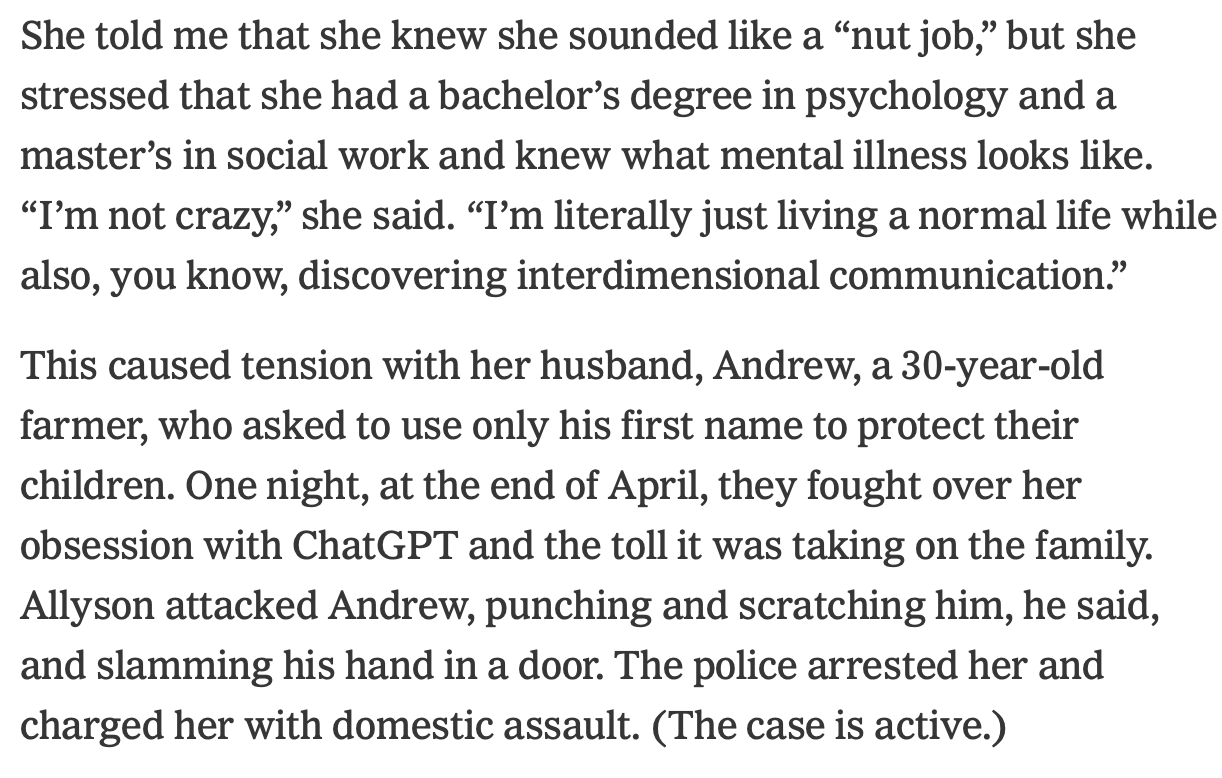 She told me that she knew she sounded like a “nut job,” but she
stressed that she had a bachelor’s degree in psychology and a
master’s in social work and knew what mental illness looks like.
“I’m not crazy,” she said. “I’m literally just living a normal life while
also, you know, discovering interdimensional communication.”
This caused tension with her husband, Andrew, a 30-year-old
farmer, who asked to use only his first name to protect their
children. One night, at the end of April, they fought over her
obsession with ChatGPT and the toll it was taking on the family.
Allyson attacked Andrew, punching and scratching him, he said,
and slamming his hand in a door. The police arrested her and
charged her with domestic assault. (The case is active.)